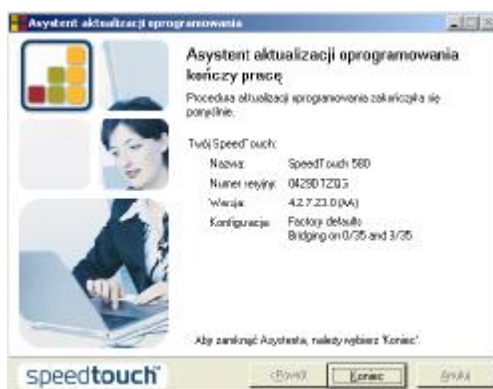 Asystent aktualizacji oprogramowania
Asystent aktualizacji oprogramowania
kończy pracę
Procedura aktualizacji oprogramowania zakończyła się
pomyślnie.
Twój SpeedTouch:
Nazwa: SpeedTouch 580
Numer seryjny:
Wersja: 4.2.7.23.0 (AA)
Konfiguracja: Factory defaults
Bridging on 0/35 and 3/35
Aby zamknąć Asystenta, należy wybierz 'Koniec'.
speedtouch
<Powrót Koniec Anuluj